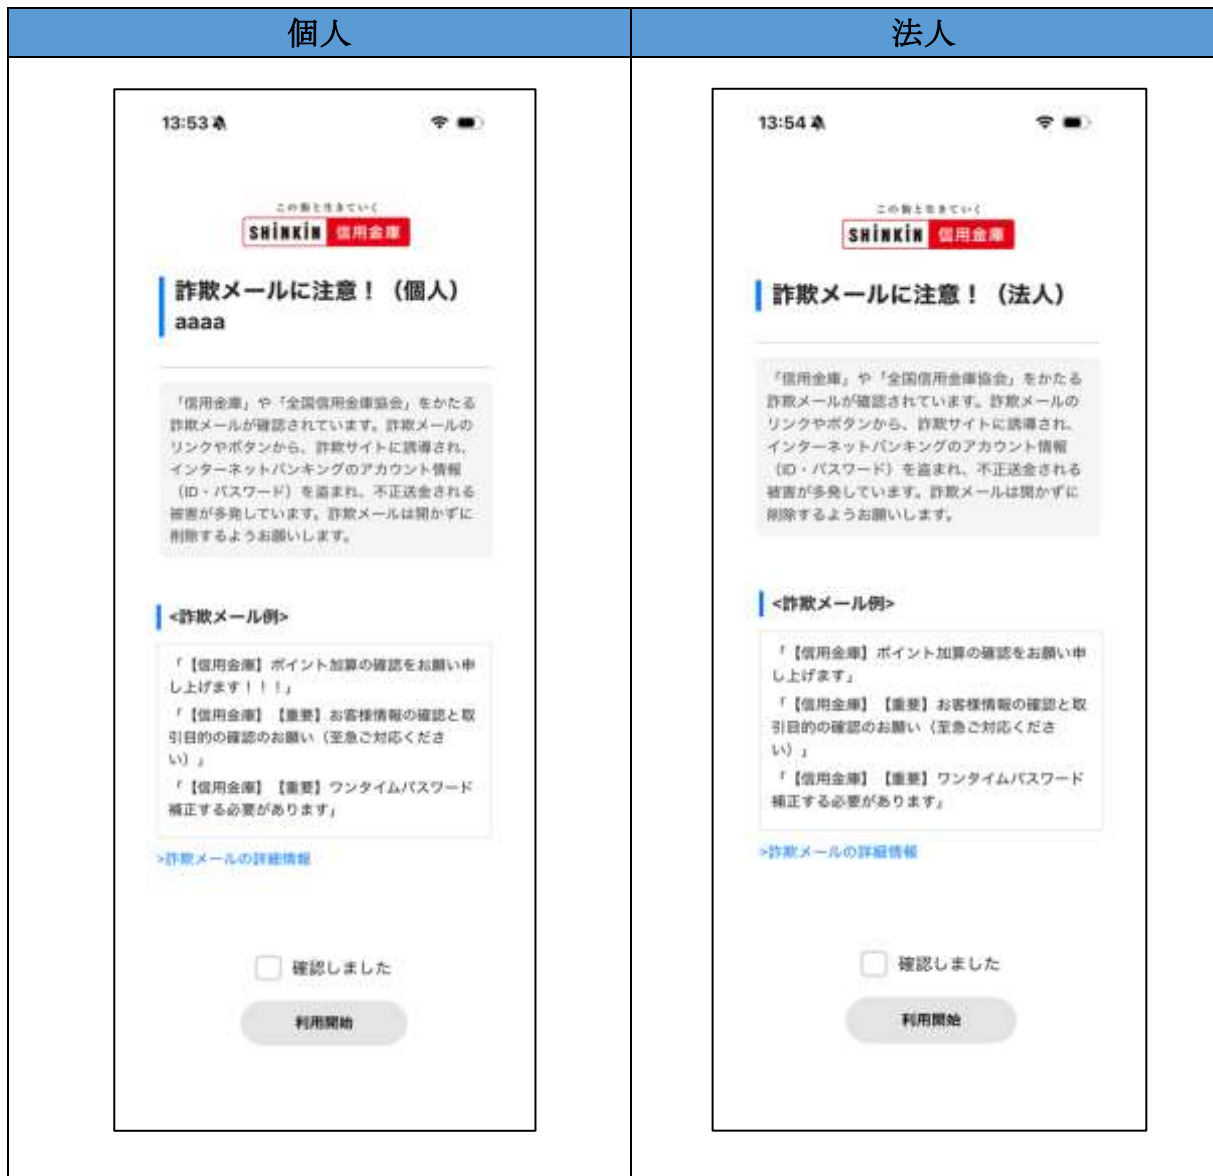 個人
13:53
この街と生きていく
SHINKIN 信用金庫
詐欺メールに注意！（個人）
aaaa
「信用金庫」や「全国信用金庫協会」をかたる
詐欺メールが確認されています。詐欺メールの
リンクやボタンから、詐欺サイトに誘導され、
インターネットバンキングのアカウント情報
（ID・パスワード）を盗まれ、不正送金される
被害が多発しています。詐欺メールは開かずに
削除するようお願いします。
<詐欺メール例>
「【信用金庫】ポイント加算の確認をお願い申
し上げます！！！」
「【信用金庫】【重要】お客様情報の確認と取
引目的の確認のお願い（至急ご対応くださ
い）」
「【信用金庫】【重要】ワンタイムパスワード
補正する必要があります」
>詐欺メールの詳細情報
確認しました
利用開始
法人
13:54
この街と生きていく
SHINKIN 信用金庫
詐欺メールに注意！（法人）
「信用金庫」や「全国信用金庫協会」をかたる
詐欺メールが確認されています。詐欺メールの
リンクやボタンから、詐欺サイトに誘導され、
インターネットバンキングのアカウント情報
（ID・パスワード）を盗まれ、不正送金される
被害が多発しています。詐欺メールは開かずに
削除するようお願いします。
<詐欺メール例>
「【信用金庫】ポイント加算の確認をお願い申
し上げます」
「【信用金庫】【重要】お客様情報の確認と取
引目的の確認のお願い（至急ご対応くださ
い）」
「【信用金庫】【重要】ワンタイムパスワード
補正する必要があります」
>詐欺メールの詳細情報
確認しました
利用開始